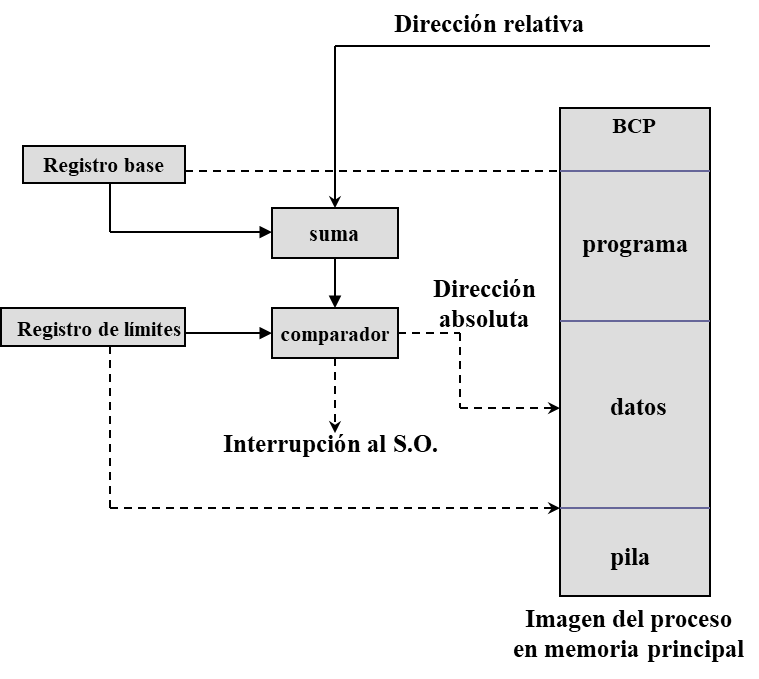 Dirección relativa
BCP
Registro base
suma
programa
Dirección
absoluta
Registro de límites
comparador
datos
Interrupción al S.O.
pila
Imagen del proceso
en memoria principal